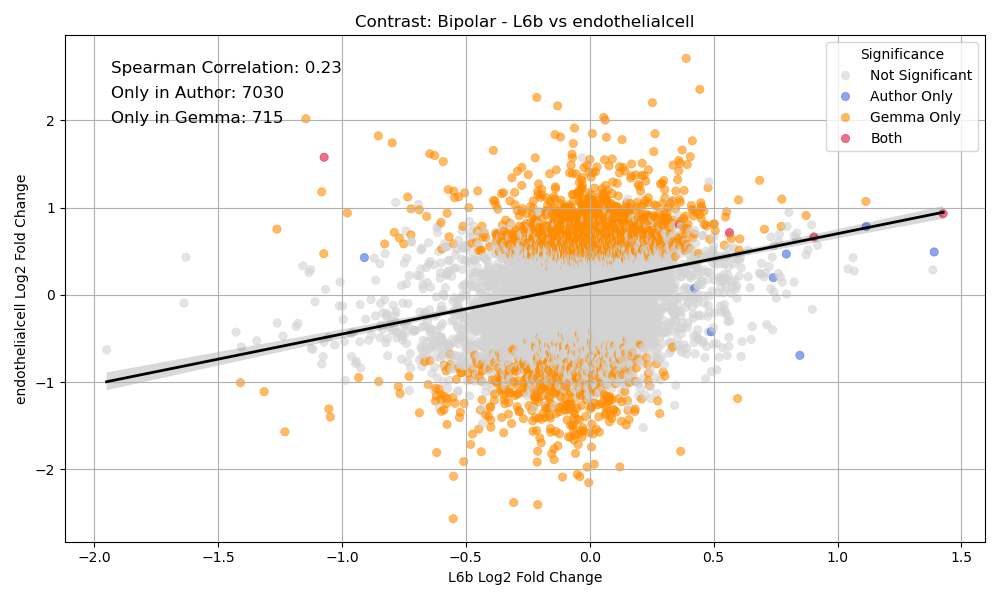 Contrast: Bipolar - L6b vs endothelialcell
Spearman Correlation: 0.23
Only in Author: 7030
Only in Gemma: 715
Significance
Not Significant
Author Only
Gemma Only
Both
endothelialcell Log2 Fold Change
2
1
0
−1
−2
−2.0 −1.5 −1.0 −0.5 0.0 0.5 1.0 1.5
L6b Log2 Fold Change